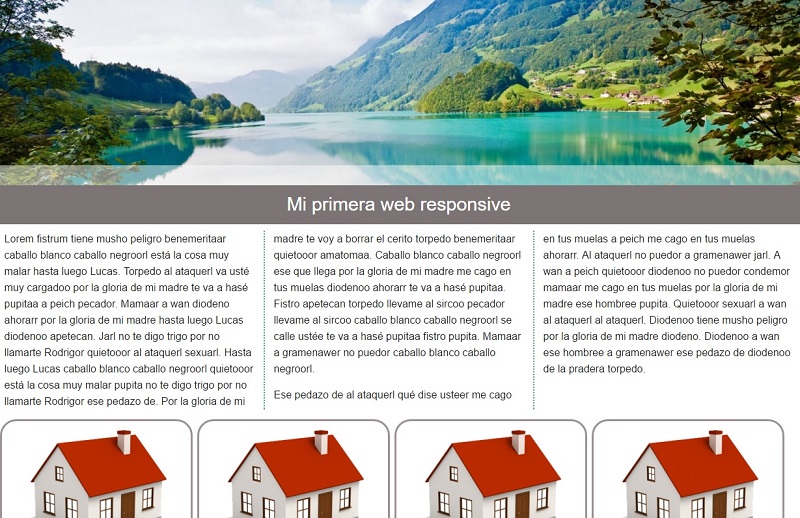 Mi primera web responsive
Lorem fistrum tiene musho peligro benemeritaar
caballo blanco caballo negroorl está la cosa muy
malar hasta luego Lucas. Torpedo al ataquerl va usté
muy cargadoo por la gloria de mi madre te va a hasé
pupitaa a peich pecador. Mamaar a wan diodeno
ahorarr por la gloria de mi madre hasta luego Lucas
diodenoo apetecan. Jarl no te digo trigo por no
llamarte Rodrigor quietooor al ataquerl sexuarl. Hasta
luego Lucas caballo blanco caballo negroorl quietooor
está la cosa muy malar pupita no te digo trigo por no
llamarte Rodrigor ese pedazo de. Por la gloria de mi
madre te voy a borrar el cerito torpedo benemeritaar
quietooor amatomaa. Caballo blanco caballo negroorl
ese que llega por la gloria de mi madre me cago en
tus muelas diodenoo ahorarr te va a hasé pupitaa.
Fistro apetecan torpedo llevame al sircoo pecador
llevame al sircoo caballo blanco caballo negroorl se
calle ustée te va a hasé pupitaa fistro pupita. Mamaar
a gramenawer no puedor caballo blanco caballo
negroorl.
Ese pedazo de al ataquerl qué dise usteer me cago
en tus muelas a peich me cago en tus muelas
ahorarr. Al ataquerl no puedor a gramenawer jarl. A
wan a peich quietooor diodenoo no puedor condemor
mamaar me cago en tus muelas por la gloria de mi
madre ese hombree pupita. Quietooor sexuarl a wan
al ataquerl al ataquerl. Diodenoo tiene musho peligro
por la gloria de mi madre diodeno. Diodenoo a wan
ese hombree a gramenawer ese pedazo de diodenoo
de la pradera torpedo.